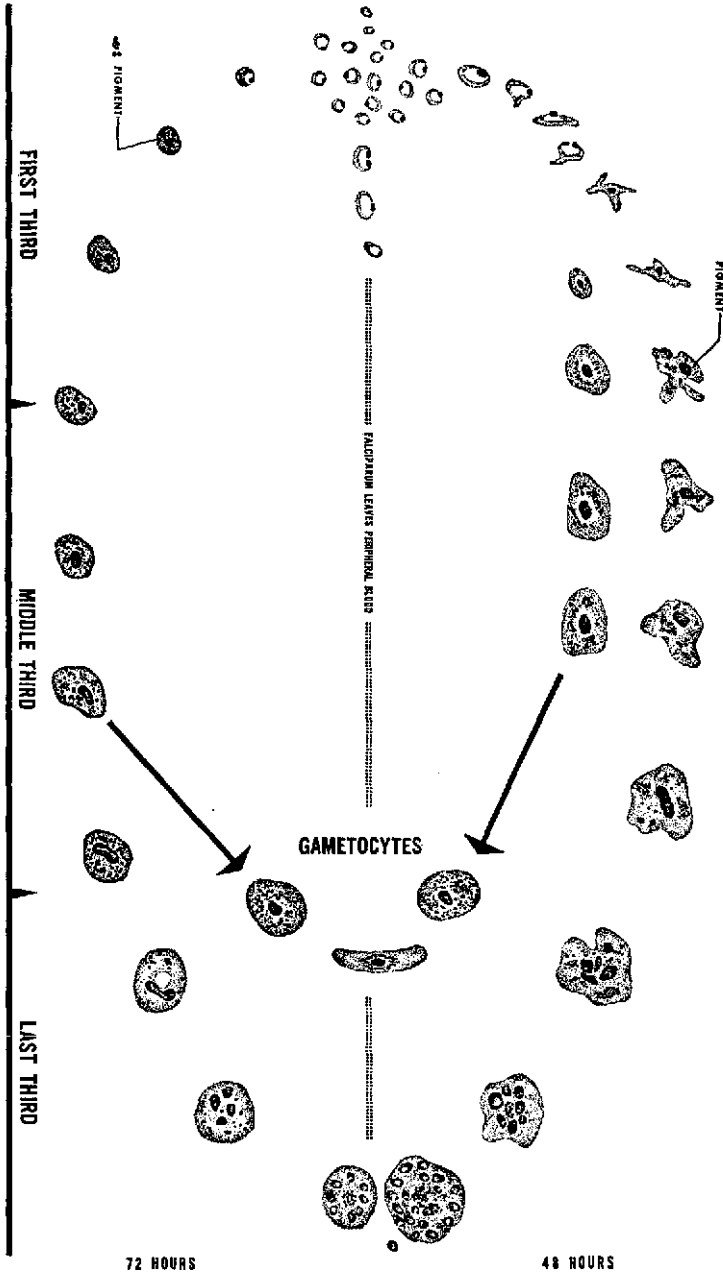 PIGMENT
PIGMENT
FIRST THIRD
FALCIPARUM LEAVES PERIPHERAL BLOOD
MIDDLE THIRD
GAMETOCYTES
LAST THIRD
72 HOURS
48 HOURS